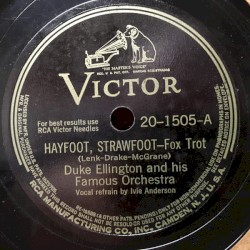 "HIS MASTER'S VOICE"
VICTOR
For best results use
RCA Victor Needles
20-1505-A
HAYFOOT, STRAWFOOT—Fox Trot
(Lenk-Drake-McGrane)
Duke Ellington and his
Famous Orchestra
Vocal refrain by Ivie Anderson
RCA MANUFACTURING CO., INC., CAMDEN, N. J., U. S. A.